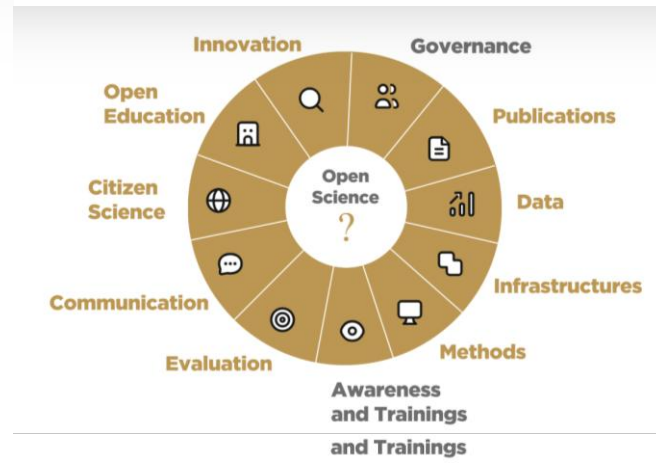 Innovation
Governance
Open
Education
Publications
Open
Science
?
Citizen
Science
Data
Infrastructures
Communication
Methods
Evaluation
Awareness
and Trainings
and Trainings